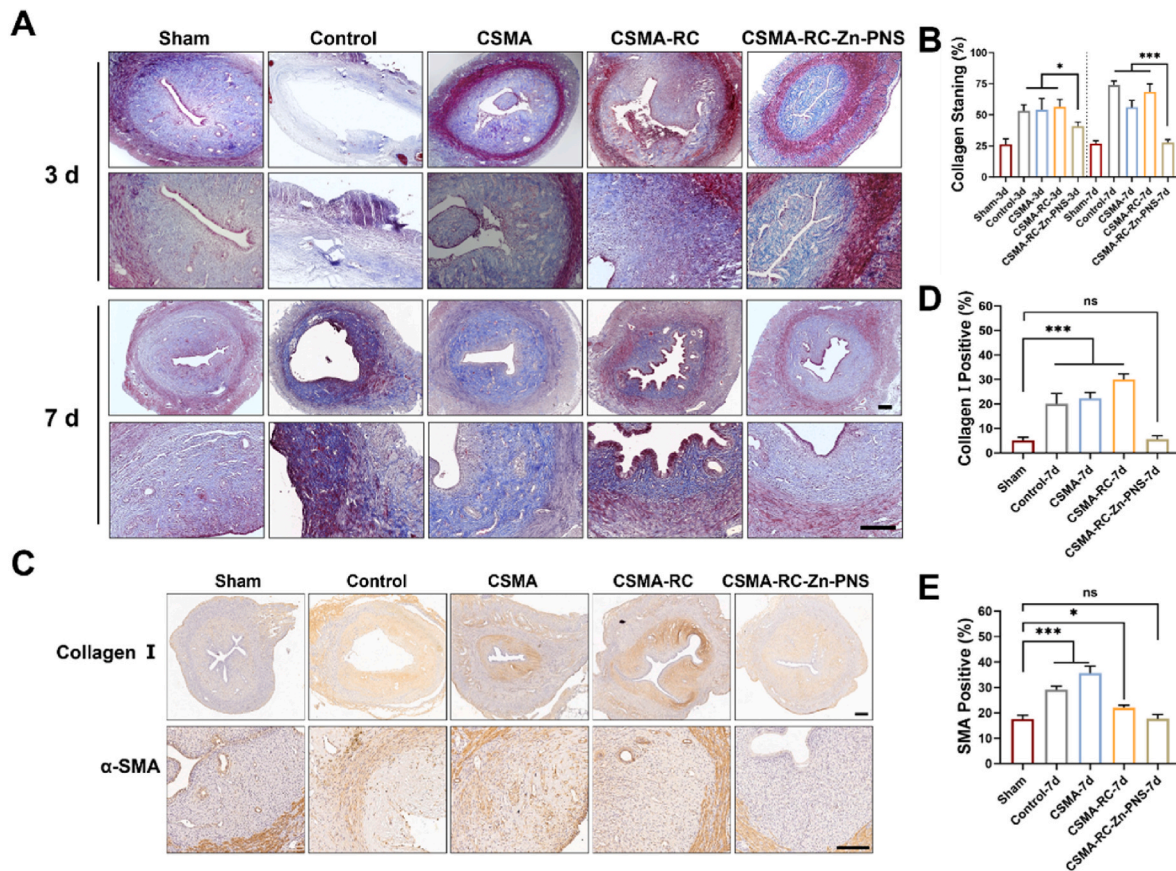 A
Sham Control CSMA CSMA-RC CSMA-RC-Zn-PNS
3 d
7 d
B
Collagen Staning (%)
100
75
50
25
0
* ***
Sham-3d
Control-3d
CSMA-3d
CSMA-RC-3d
CSMA-RC-Zn-PNS-3d
Sham-7d
Control-7d
CSMA-7d
CSMA-RC-7d
CSMA-RC-Zn-PNS-7d
C
Sham Control CSMA CSMA-RC CSMA-RC-Zn-PNS
Collagen I
α-SMA
D
Collagen I Positive (%)
60
50
40
30
20
10
0
ns
***
Sham
Control-7d
CSMA-7d
CSMA-RC-7d
CSMA-RC-Zn-PNS-7d
E
SMA Positive (%)
60
50
40
30
20
10
0
ns
*
***
Sham
Control-7d
CSMA-7d
CSMA-RC-7d
CSMA-RC-Zn-PNS-7d